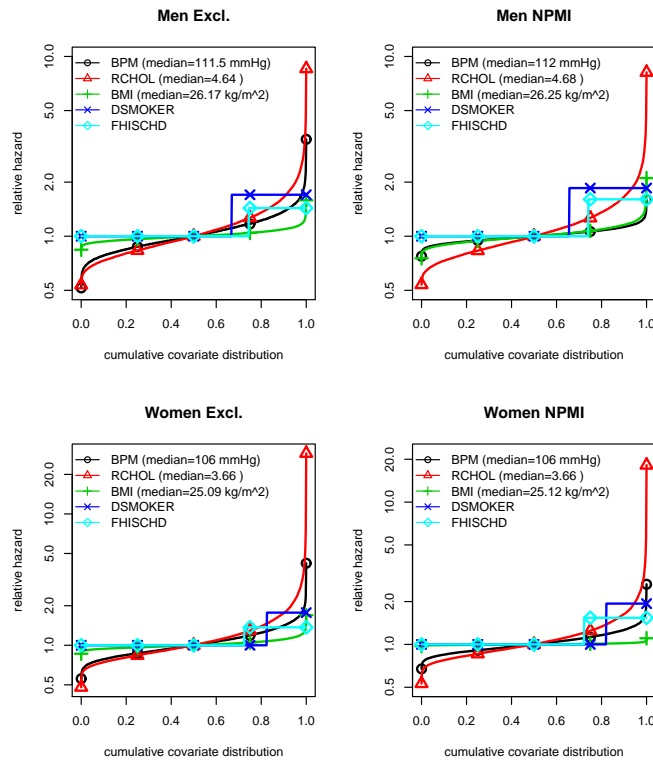 Men Excl.
relative hazard
0.5 1.0 2.0 5.0 10.0
BPM (median=111.5 mmHg)
RCHOL (median=4.64 )
BMI (median=26.17 kg/m^2)
DSMOKER
FHISCHD
0.0 0.2 0.4 0.6 0.8 1.0
cumulative covariate distribution
Men NPMI
relative hazard
0.5 1.0 2.0 5.0 10.0
BPM (median=112 mmHg)
RCHOL (median=4.68 )
BMI (median=26.25 kg/m^2)
DSMOKER
FHISCHD
0.0 0.2 0.4 0.6 0.8 1.0
cumulative covariate distribution
Women Excl.
relative hazard
0.5 1.0 2.0 5.0 20.0
BPM (median=106 mmHg)
RCHOL (median=3.66 )
BMI (median=25.09 kg/m^2)
DSMOKER
FHISCHD
0.0 0.2 0.4 0.6 0.8 1.0
cumulative covariate distribution
Women NPMI
relative hazard
0.5 1.0 2.0 5.0 20.0
BPM (median=106 mmHg)
RCHOL (median=3.66 )
BMI (median=25.12 kg/m^2)
DSMOKER
FHISCHD
0.0 0.2 0.4 0.6 0.8 1.0
cumulative covariate distribution